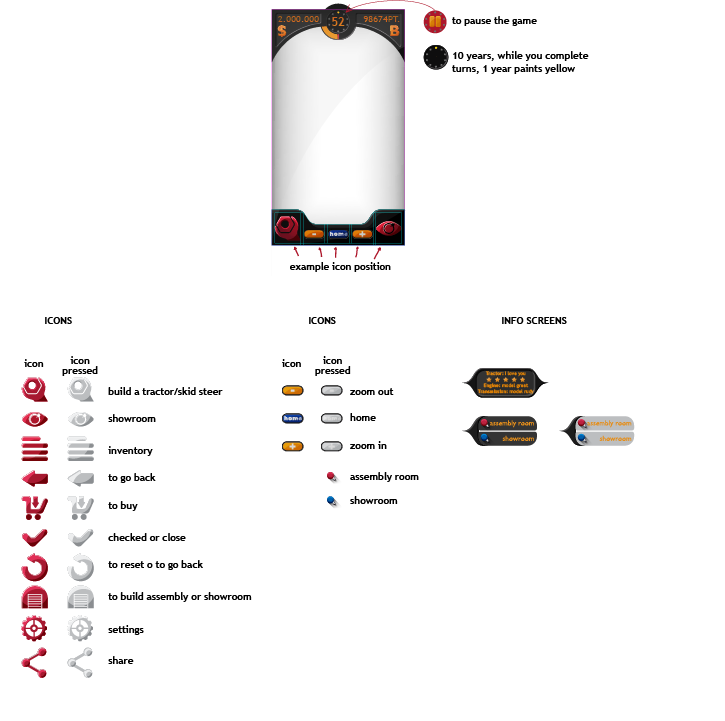 2.000.000
52
98674PT.
$
B
to pause the game
10 years, while you complete
turns, 1 year paints yellow
home
example icon position
ICONS
icon
icon
pressed
build a tractor/skid steer
showroom
inventory
to go back
to buy
checked or close
to reset o to go back
to build assembly or showroom
settings
share
ICONS
icon
icon
pressed
zoom out
home
home
zoom in
assembly room
showroom
INFO SCREENS
Tractor: I love you
Engine: model great
Transmission: model
assembly room
showroom
assembly room
showroom